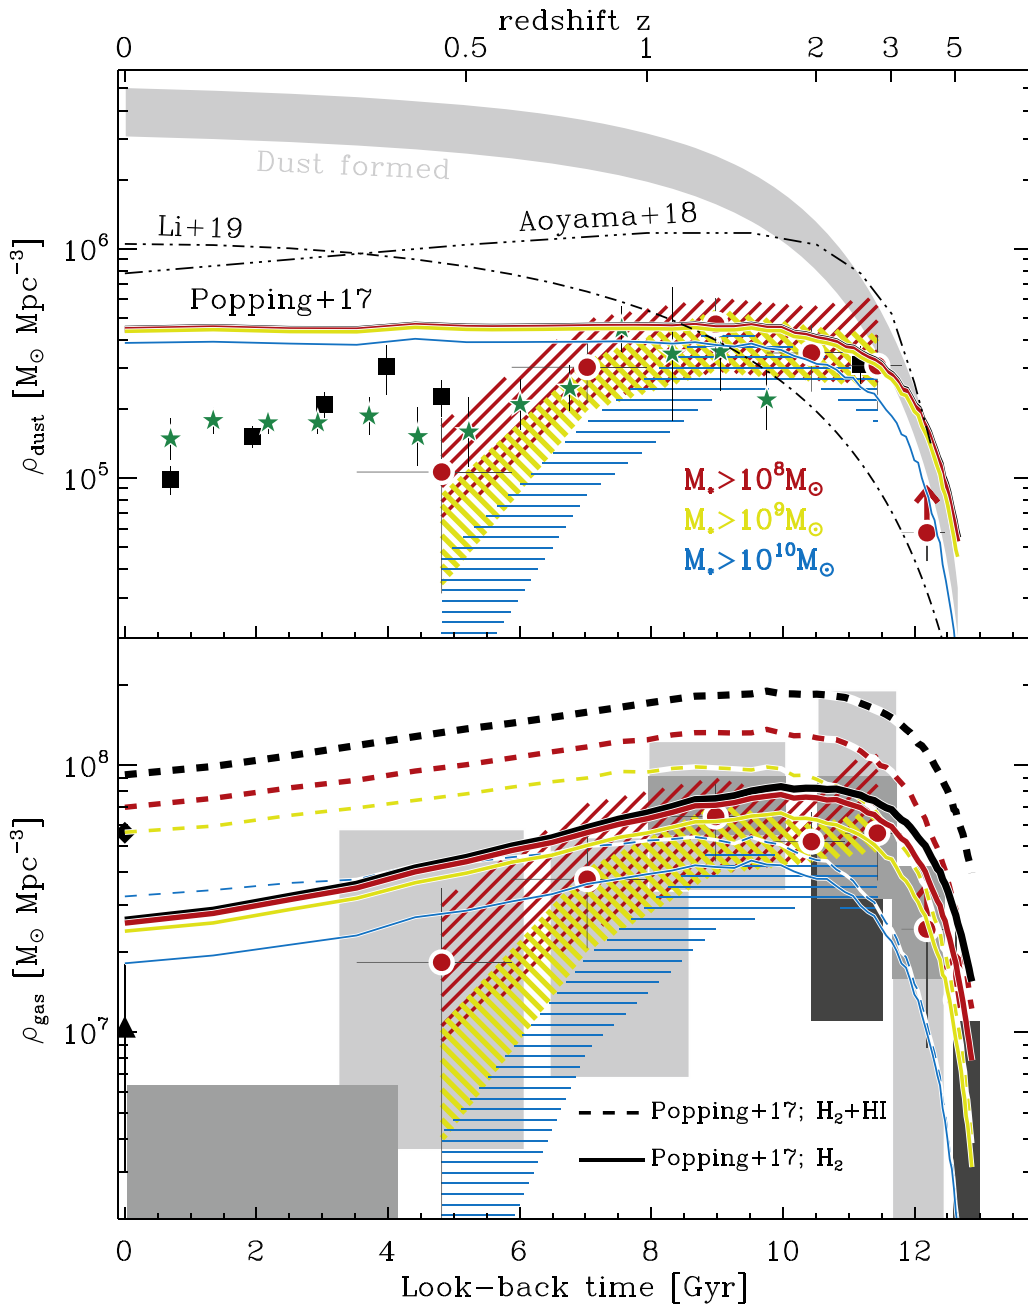 redshift z
0 0.5 1 2 3 5
Dust formed
Li+19
Aoyama+18
10⁶
Popping+17
ρdust [M⊙ Mpc⁻³]
10⁵
M⁎>10⁸M⊙
M⁎>10⁹M⊙
M⁎>10¹⁰M⊙
10⁸
ρgas [M⊙ Mpc⁻³]
10⁷
Popping+17; H₂+HI
Popping+17; H₂
0 2 4 6 8 10 12
Look-back time [Gyr]